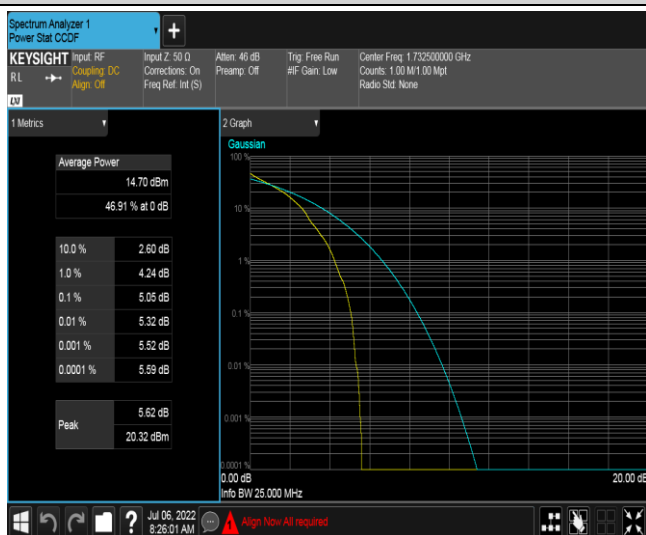 Spectrum Analyzer 1
Power Stat CCDF
+
KEYSIGHT
RL
LXI
Input: RF
Coupling: DC
Align: Off
Input Z: 50 Ω
Corrections: On
Freq Ref: Int (S)
Atten: 46 dB
Preamp: Off
Trig: Free Run
#IF Gain: Low
Center Freq: 1.732500000 GHz
Counts: 1.00 M/1.00 Mpt
Radio Std: None
1 Metrics
Average Power
14.70 dBm
46.91 % at 0 dB
10.0 % 2.60 dB
1.0 % 4.24 dB
0.1 % 5.05 dB
0.01 % 5.32 dB
0.001 % 5.52 dB
0.0001 % 5.59 dB
Peak 5.62 dB
20.32 dBm
2 Graph
Gaussian
100 %
10 %
1 %
0.1 %
0.01 %
0.001 %
0.0001 %
0.00 dB 20.00 dB
Info BW 25.000 MHz
?
Jul 06, 2022
8:26:01 AM
Align Now All required